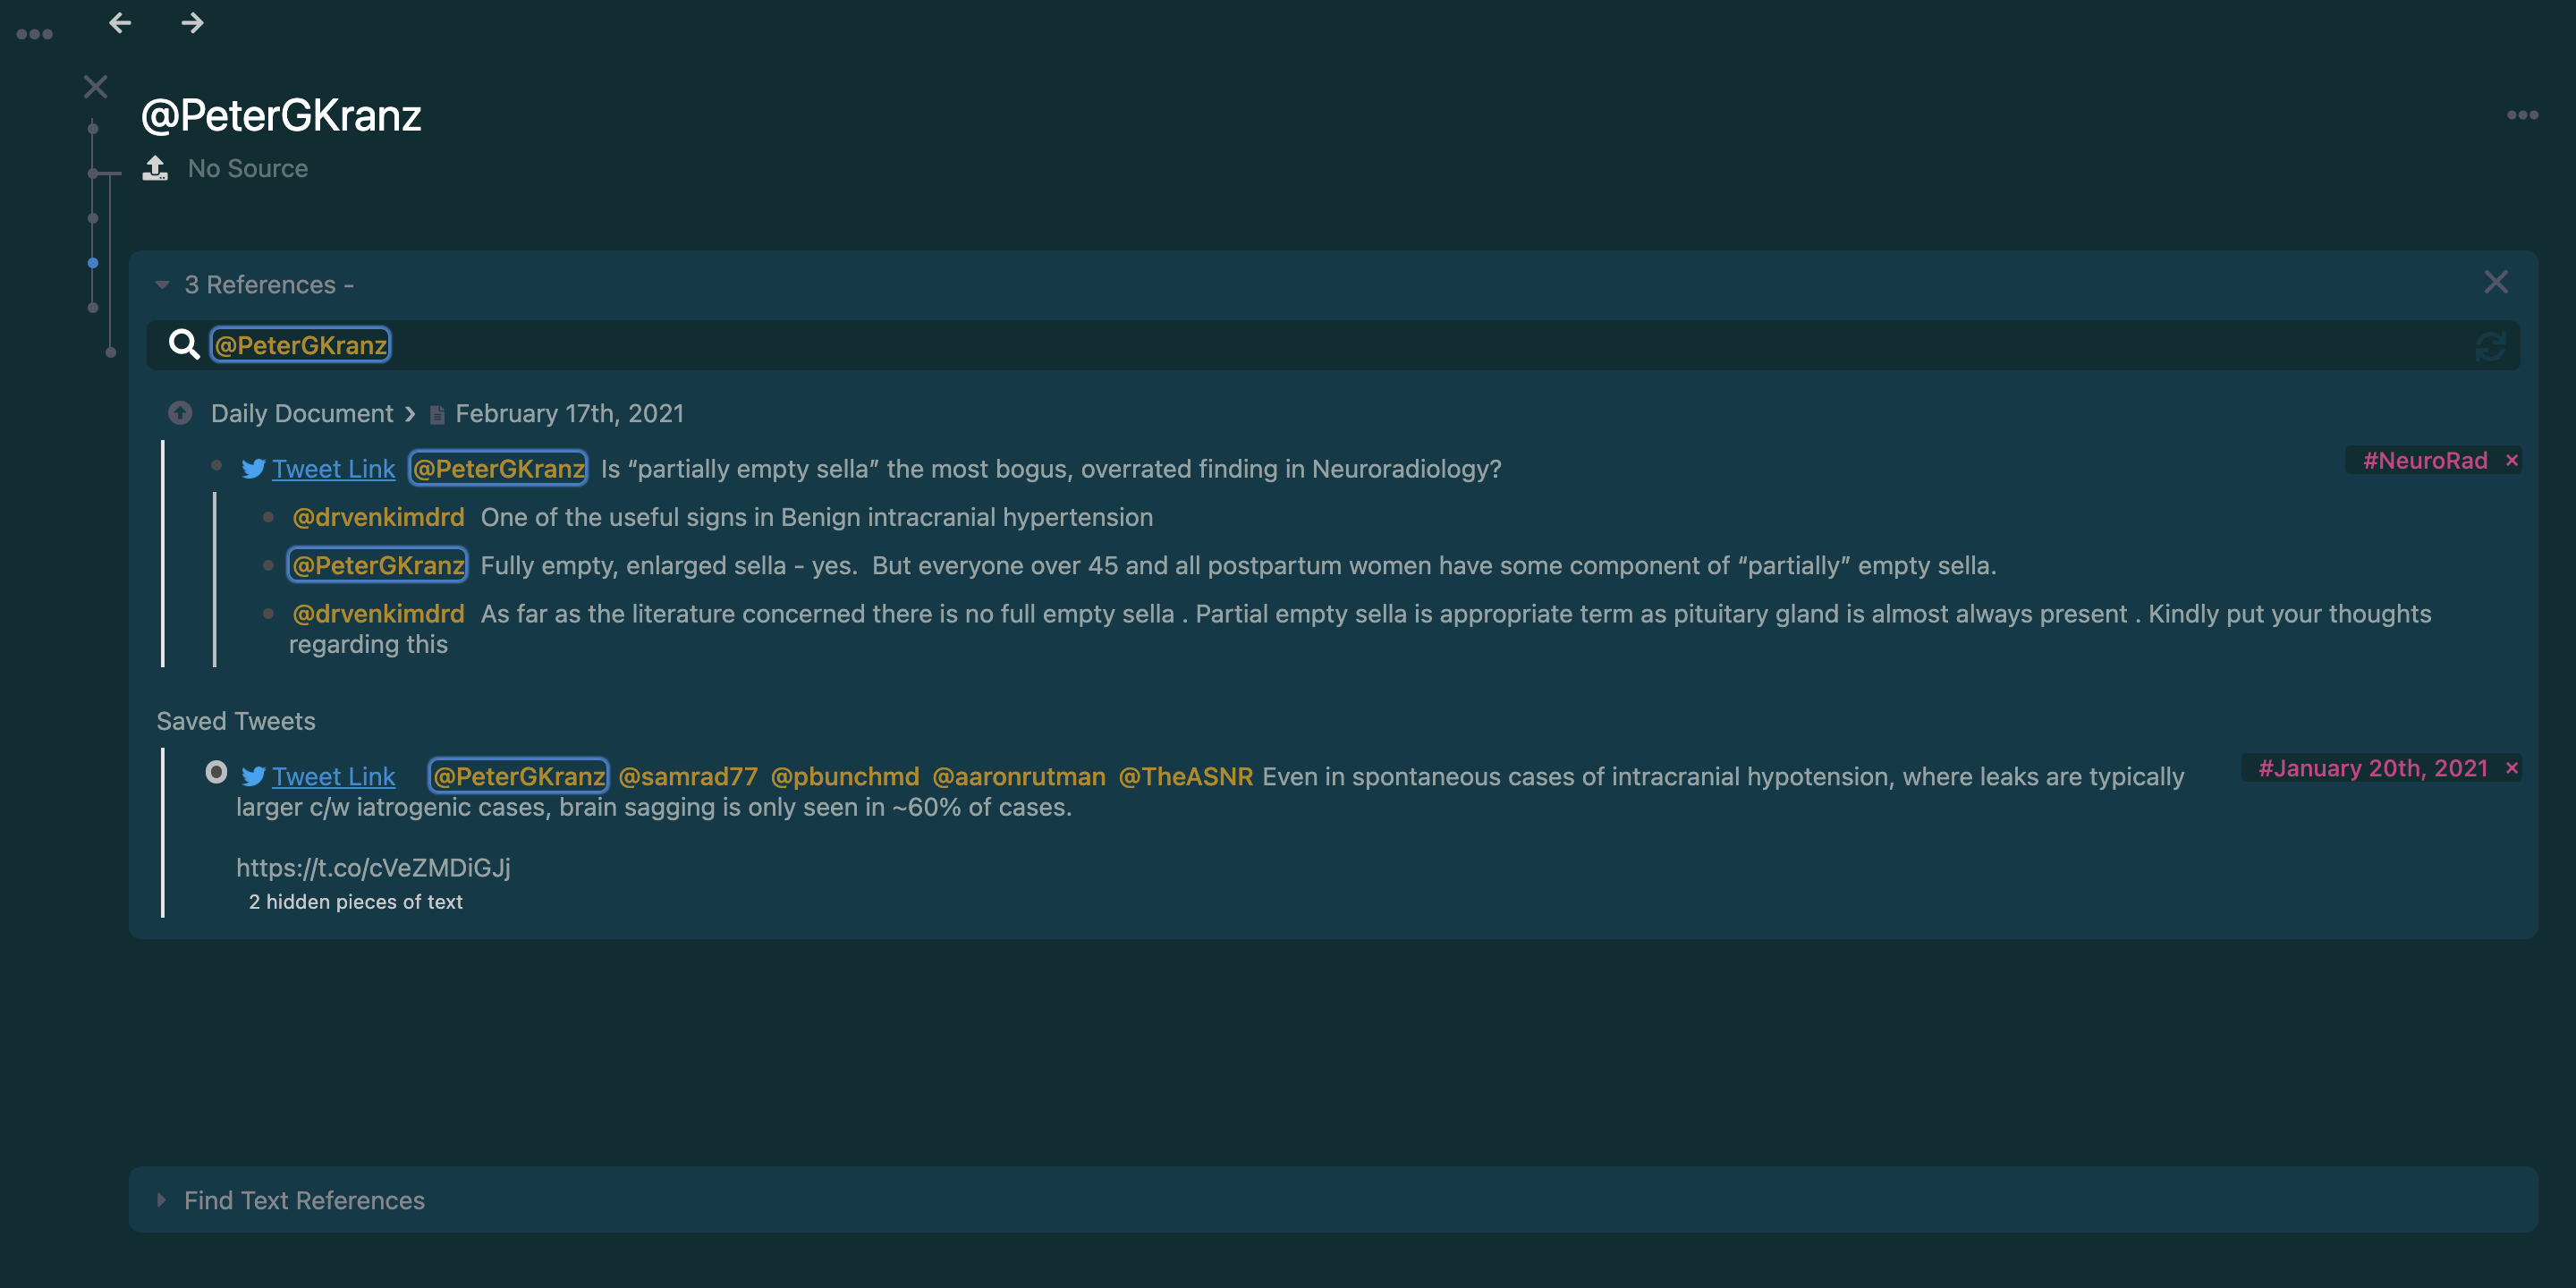 @PeterGKranz
No Source
3 References -
@PeterGKranz
Daily Document › February 17th, 2021
Tweet Link @PeterGKranz Is “partially empty sella” the most bogus, overrated finding in Neuroradiology?
#NeuroRad ×
@drvenkimdrd One of the useful signs in Benign intracranial hypertension
@PeterGKranz Fully empty, enlarged sella - yes. But everyone over 45 and all postpartum women have some component of “partially” empty sella.
@drvenkimdrd As far as the literature concerned there is no full empty sella . Partial empty sella is appropriate term as pituitary gland is almost always present . Kindly put your thoughts
regarding this
Saved Tweets
Tweet Link @PeterGKranz @samrad77 @pbunchmd @aaronrutman @TheASNR Even in spontaneous cases of intracranial hypotension, where leaks are typically
#January 20th, 2021 ×
larger c/w iatrogenic cases, brain sagging is only seen in ~60% of cases.
https://t.co/cVeZMDiGJj
2 hidden pieces of text
Find Text References